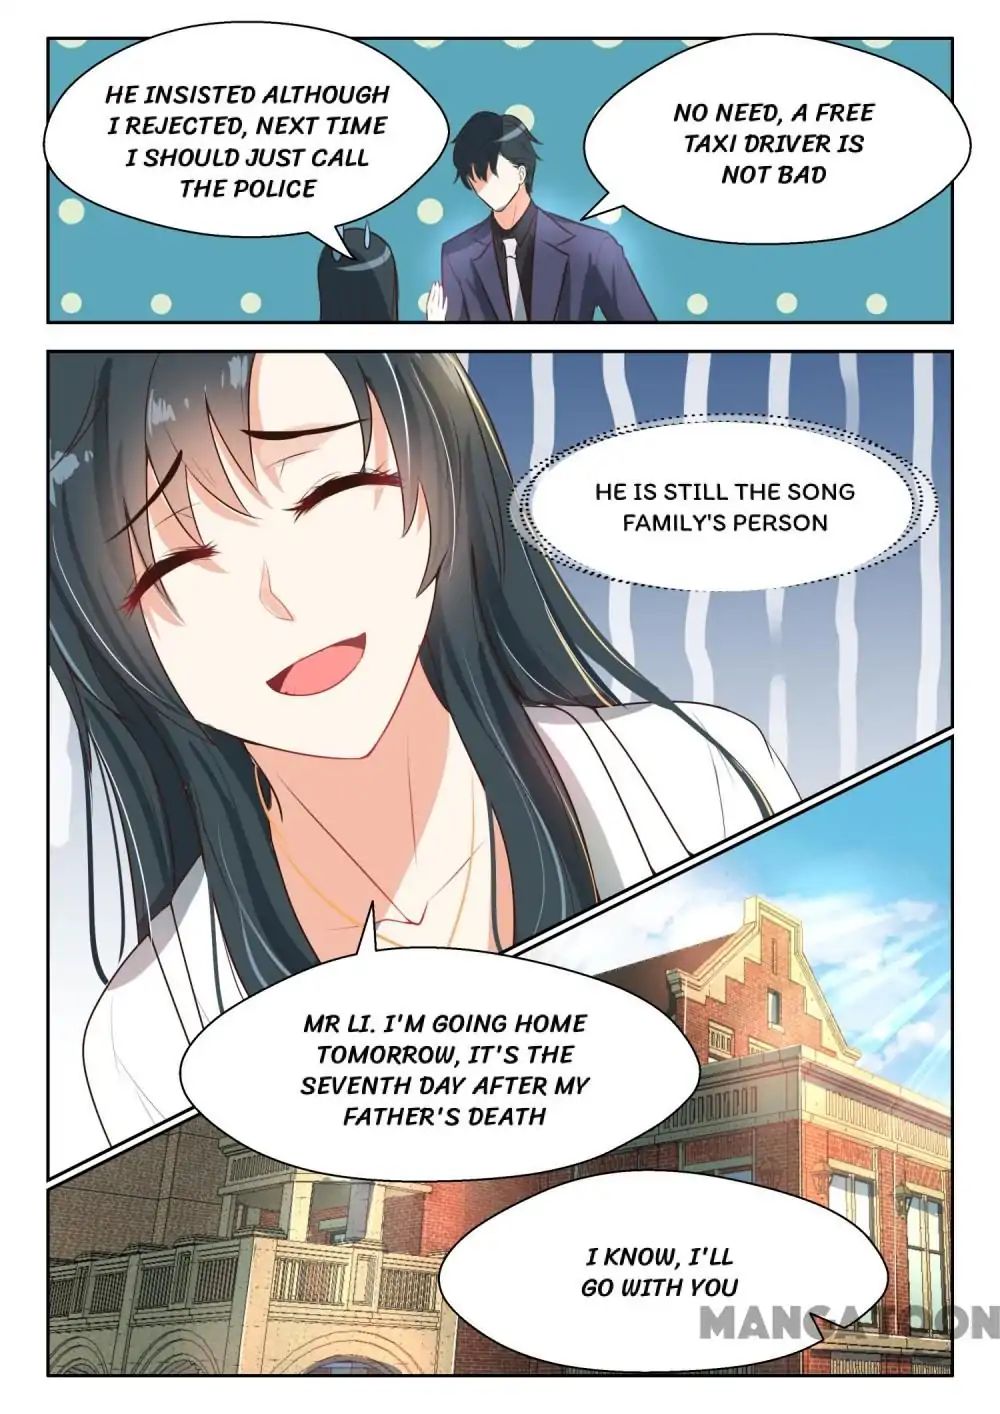 HE INSISTED ALTHOUGH
I REJECTED, NEXT TIME
I SHOULD JUST CALL
THE POLICE
NO NEED, A FREE
TAXI DRIVER IS
NOT BAD
HE IS STILL THE SONG
FAMILY'S PERSON
MR LI. I'M GOING HOME
TOMORROW, IT'S THE
SEVENTH DAY AFTER MY
FATHER'S DEATH
I KNOW, I'LL
GO WITH YOU
MANGATOON